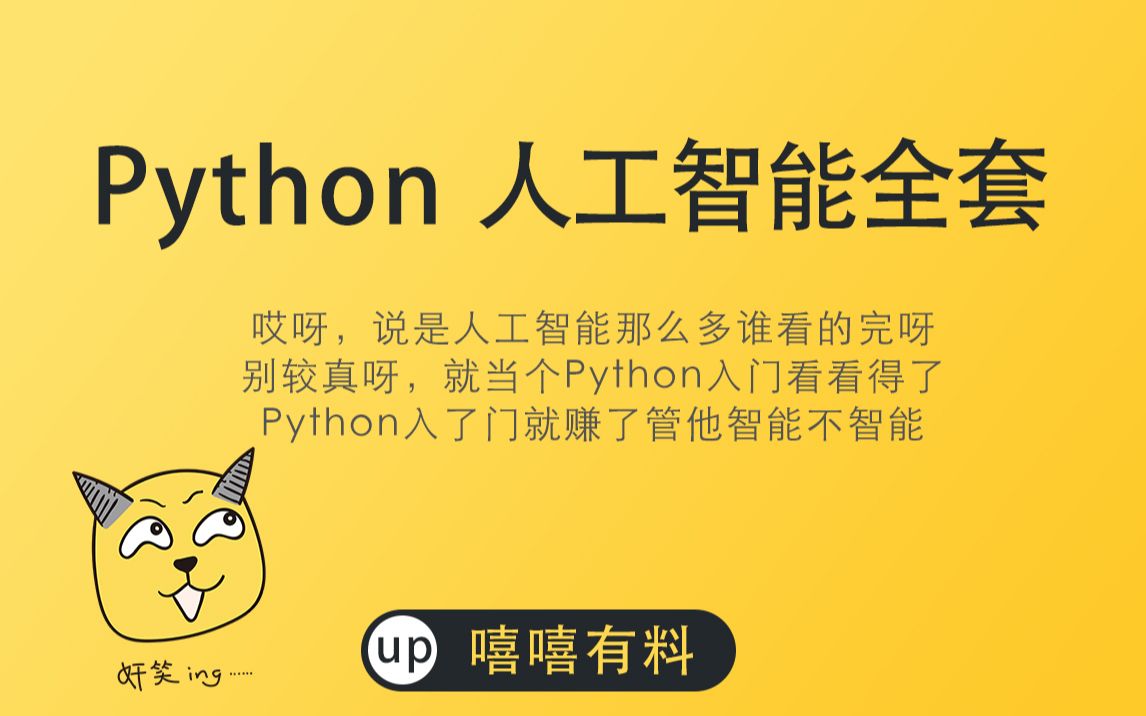 Python 人工智能全套
哎呀，说是人工智能那么多谁看的完呀
别较真呀，就当个Python入门看看得了
Python入了门就赚了管他智能不智能
奸笑ing……
up 嘻嘻有料